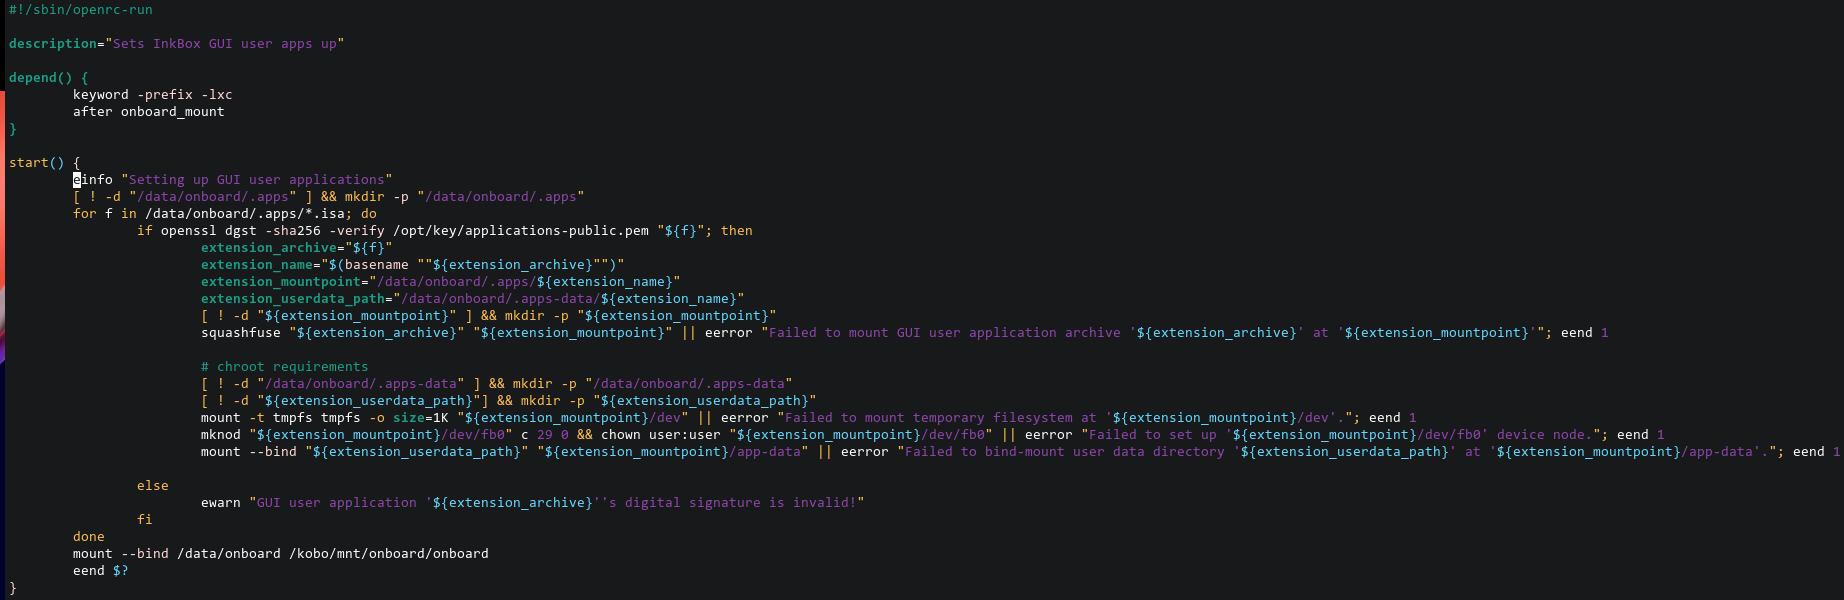 #!/sbin/openrc-run
description="Sets InkBox GUI user apps up"
depend() {
keyword -prefix -lxc
after onboard_mount
}
start() {
einfo "Setting up GUI user applications"
[ ! -d "/data/onboard/.apps" ] && mkdir -p "/data/onboard/.apps"
for f in /data/onboard/.apps/*.isa; do
if openssl dgst -sha256 -verify /opt/key/applications-public.pem "${f}"; then
extension_archive="${f}"
extension_name="$(basename ""${extension_archive}"")"
extension_mountpoint="/data/onboard/.apps/${extension_name}"
extension_userdata_path="/data/onboard/.apps-data/${extension_name}"
[ ! -d "${extension_mountpoint}" ] && mkdir -p "${extension_mountpoint}"
squashfuse "${extension_archive}" "${extension_mountpoint}" || eerror "Failed to mount GUI user application archive '${extension_archive}' at '${extension_mountpoint}'"; eend 1
# chroot requirements
[ ! -d "/data/onboard/.apps-data" ] && mkdir -p "/data/onboard/.apps-data"
[ ! -d "${extension_userdata_path}"] && mkdir -p "${extension_userdata_path}"
mount -t tmpfs tmpfs -o size=1K "${extension_mountpoint}/dev" || eerror "Failed to mount temporary filesystem at '${extension_mountpoint}/dev'."; eend 1
mknod "${extension_mountpoint}/dev/fb0" c 29 0 && chown user:user "${extension_mountpoint}/dev/fb0" || eerror "Failed to set up '${extension_mountpoint}/dev/fb0' device node."; eend 1
mount --bind "${extension_userdata_path}" "${extension_mountpoint}/app-data" || eerror "Failed to bind-mount user data directory '${extension_userdata_path}' at '${extension_mountpoint}/app-data'."; eend 1
else
ewarn "GUI user application '${extension_archive}''s digital signature is invalid!"
fi
done
mount --bind /data/onboard /kobo/mnt/onboard/onboard
eend $?
}